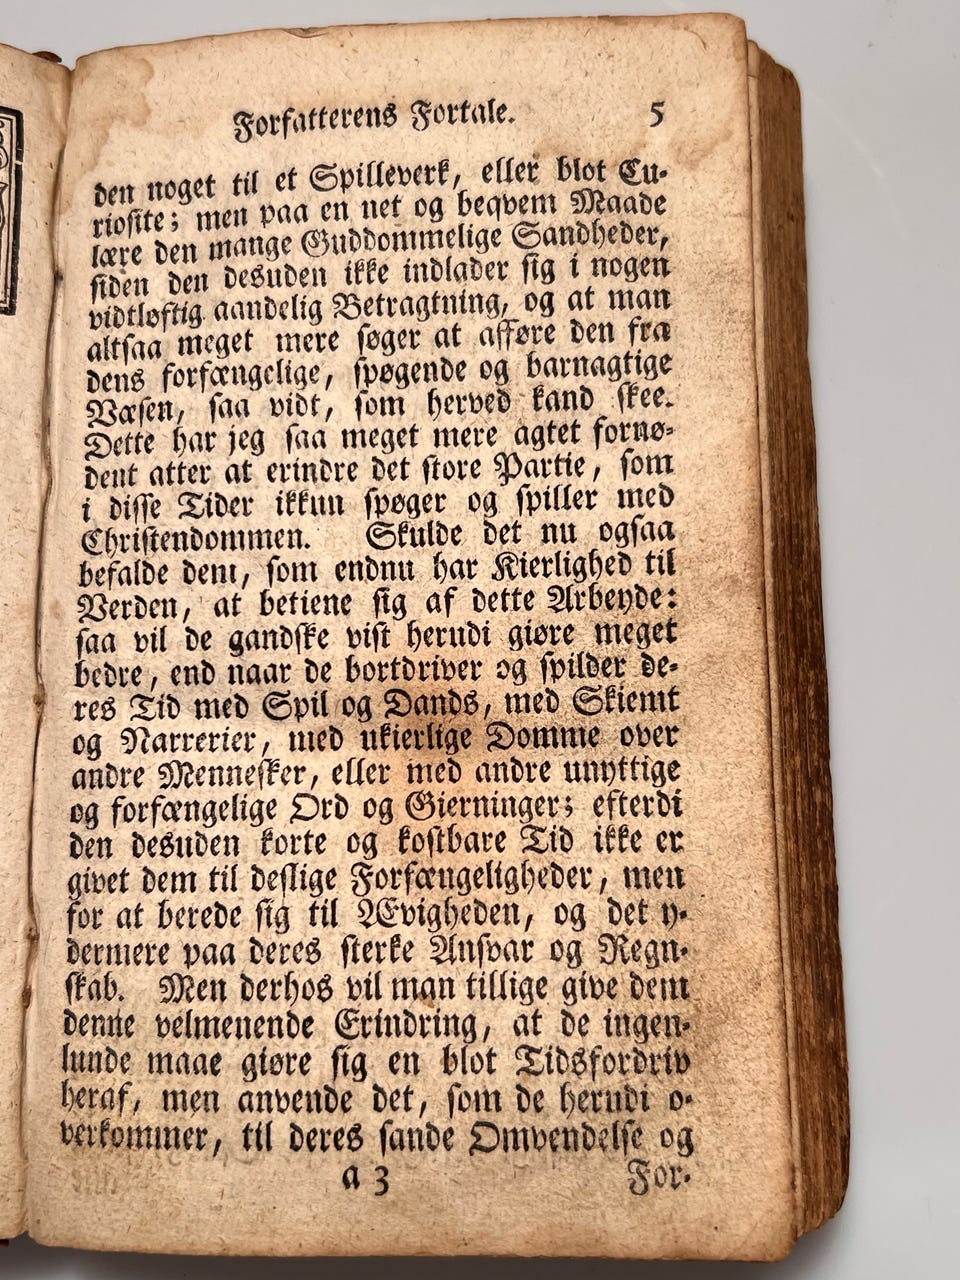 Forfatterens Fortale. 5
den noget til et Spilleverk, eller blot Cu-
riosite; men paa en net og beqvem Maade
lære den mange Guddommelige Sandheder,
siden den desuden ikke indlader sig i nogen
vidtløftig aandelig Betragtning, og at man
altsaa meget mere søger at afføre den fra
dens forfængelige, spøgende og barnagtige
Væsen, saa vidt, som herved kand skee.
Dette har jeg saa meget mere agtet fornø-
dent atter at erindre det store Partie, som
i disse Tider ikkun spøger og spiller med
Christendommen. Skulde det nu ogsaa
befalde dem, som endnu har Kierlighed til
Verden, at betiene sig af dette Arbeyde:
saa vil de gandske vist herudi giøre meget
bedre, end naar de bortdriver og spilder de-
res Tid med Spil og Dands, med Skiemt
og Narrerier, med ukierlige Domme over
andre Mennesker, eller med andre unyttige
og forfængelige Ord og Gierninger; efterdi
den desuden korte og kostbare Tid ikke er
givet dem til deslige Forfængeligheder, men
for at berede sig til Ævigheden, og det y-
dermere paa deres sterke Ansvar og Regn-
skab. Men derhos vil man tillige give dem
denne velmenende Erindring, at de ingen-
lunde maae giøre sig en blot Tidsfordriv
heraf, men anvende det, som de herudi o-
verkommer, til deres sande Omvendelse og
a 3 For-